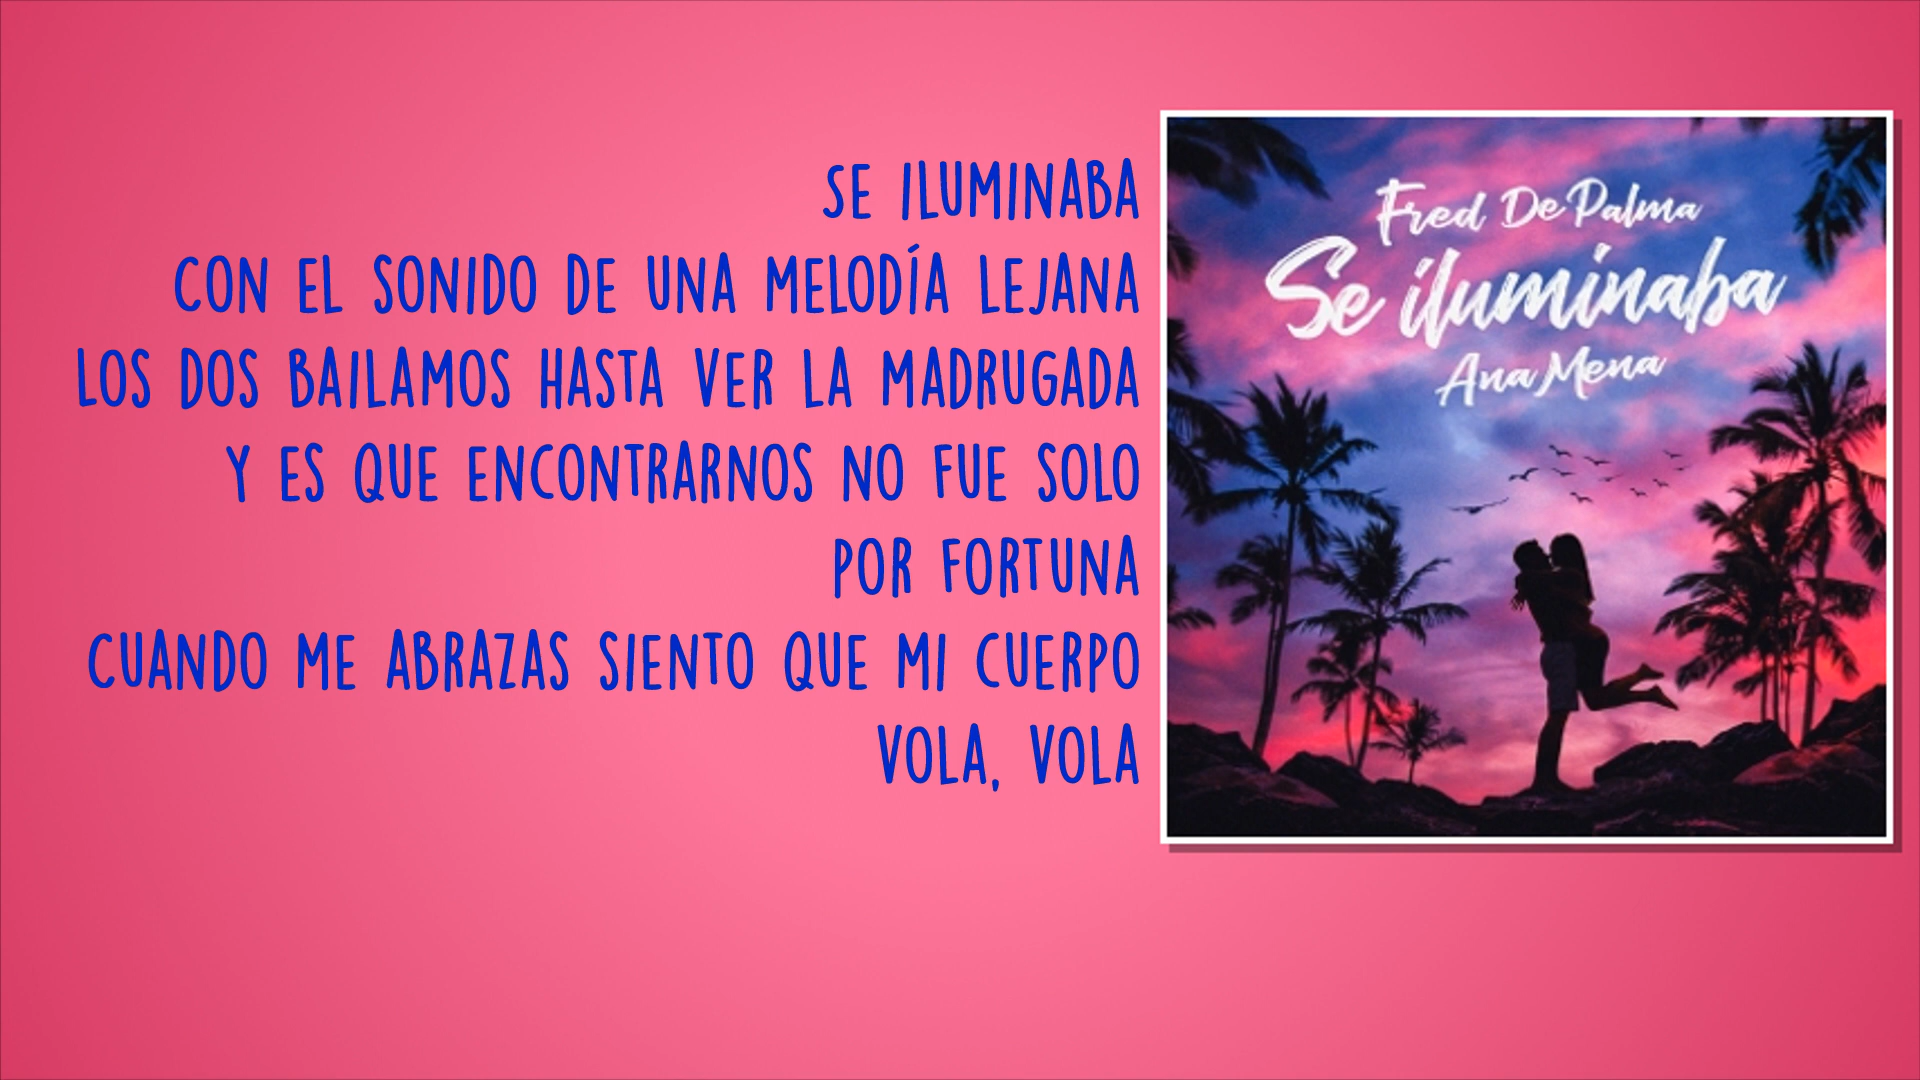 SE ILUMINABA
CON EL SONIDO DE UNA MELODÍA LEJANA
LOS DOS BAILAMOS HASTA VER LA MADRUGADA
Y ES QUE ENCONTRARNOS NO FUE SOLO
POR FORTUNA
CUANDO ME ABRAZAS SIENTO QUE MI CUERPO
VOLA, VOLA
Fred De Palma
Se iluminaba
Ana Mena